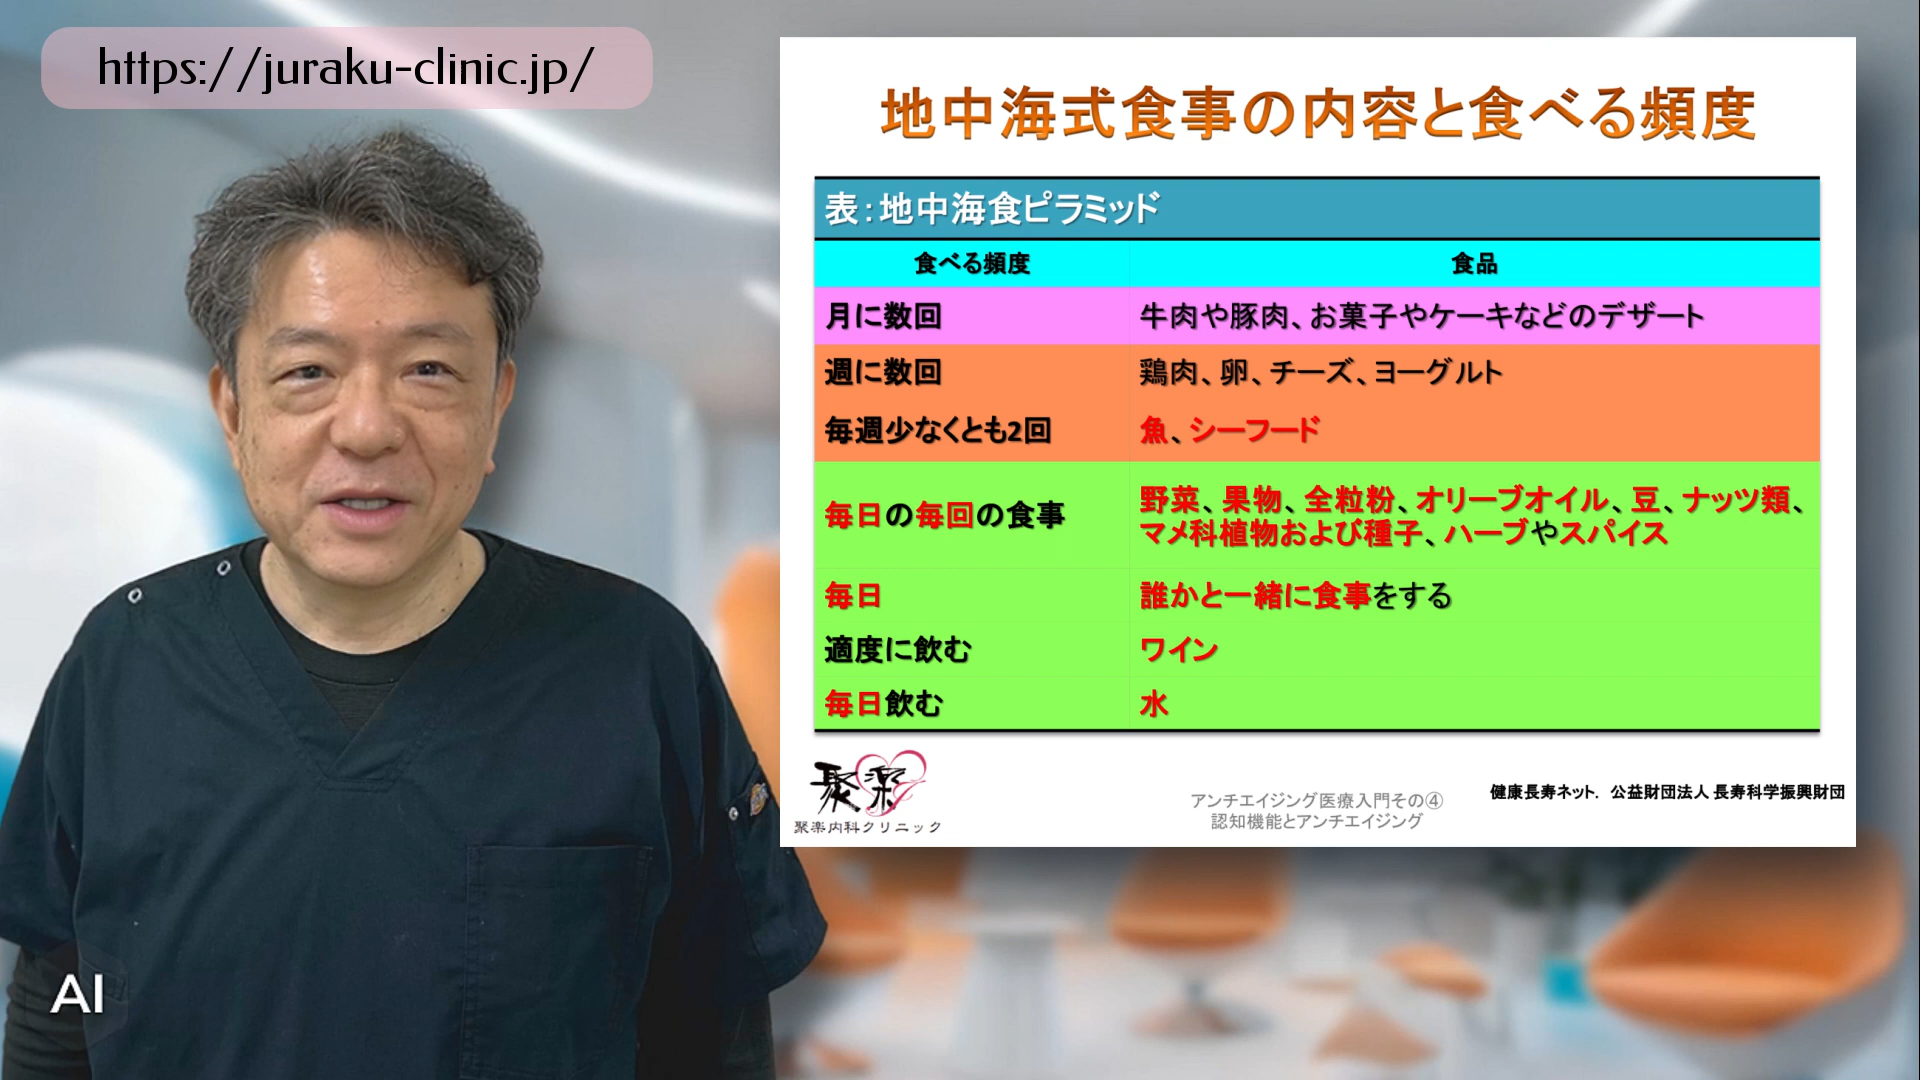 https://juraku-clinic.jp/
地中海式食事の内容と食べる頻度
表：地中海食ピラミッド
食べる頻度 食品
月に数回 牛肉や豚肉、お菓子やケーキなどのデザート
週に数回 鶏肉、卵、チーズ、ヨーグルト
毎週少なくとも2回 魚、シーフード
毎日の毎回の食事 野菜、果物、全粒粉、オリーブオイル、豆、ナッツ類、
マメ科植物および種子、ハーブやスパイス
毎日 誰かと一緒に食事をする
適度に飲む ワイン
毎日飲む 水
聚楽
聚楽内科クリニック
アンチエイジング医療入門その④
認知機能とアンチエイジング
健康長寿ネット． 公益財団法人 長寿科学振興財団
AI